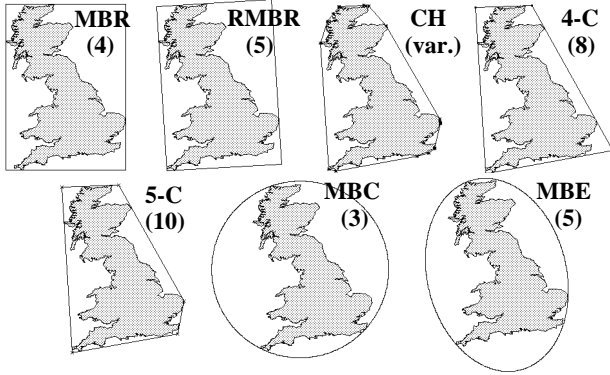 MBR
(4)
RMBR
(5)
CH
(var.)
4-C
(8)
5-C
(10)
MBC
(3)
MBE
(5)